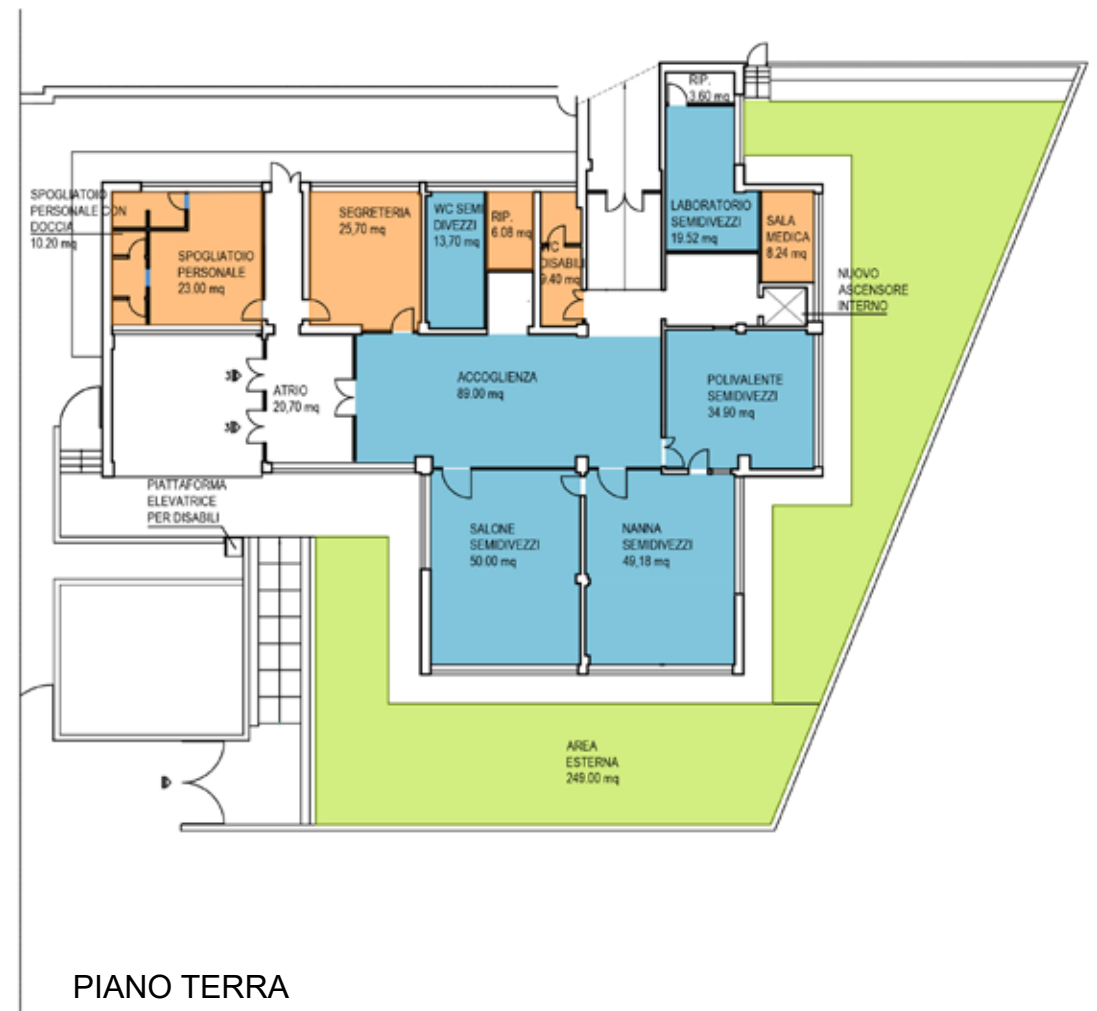 RIP.
3.60 mq
SPOGLIATOIO
PERSONALE CON
DOCCIA
10.20 mq
SPOGLIATOIO
PERSONALE
23.00 mq
SEGRETERIA
25,70 mq
WC SEMI
DIVEZZI
13,70 mq
RIP.
6.08 mq
WC
DISABILI
9.40 mq
LABORATORIO
SEMIDIVEZZI
19.52 mq
SALA
MEDICA
8.24 mq
NUOVO
ASCENSORE
INTERNO
ATRIO
20,70 mq
ACCOGLIENZA
89.00 mq
POLIVALENTE
SEMIDIVEZZI
34.90 mq
PIATTAFORMA
ELEVATRICE
PER DISABILI
SALONE
SEMIDIVEZZI
50.00 mq
NANNA
SEMIDIVEZZI
49,18 mq
AREA
ESTERNA
249.00 mq
PIANO TERRA